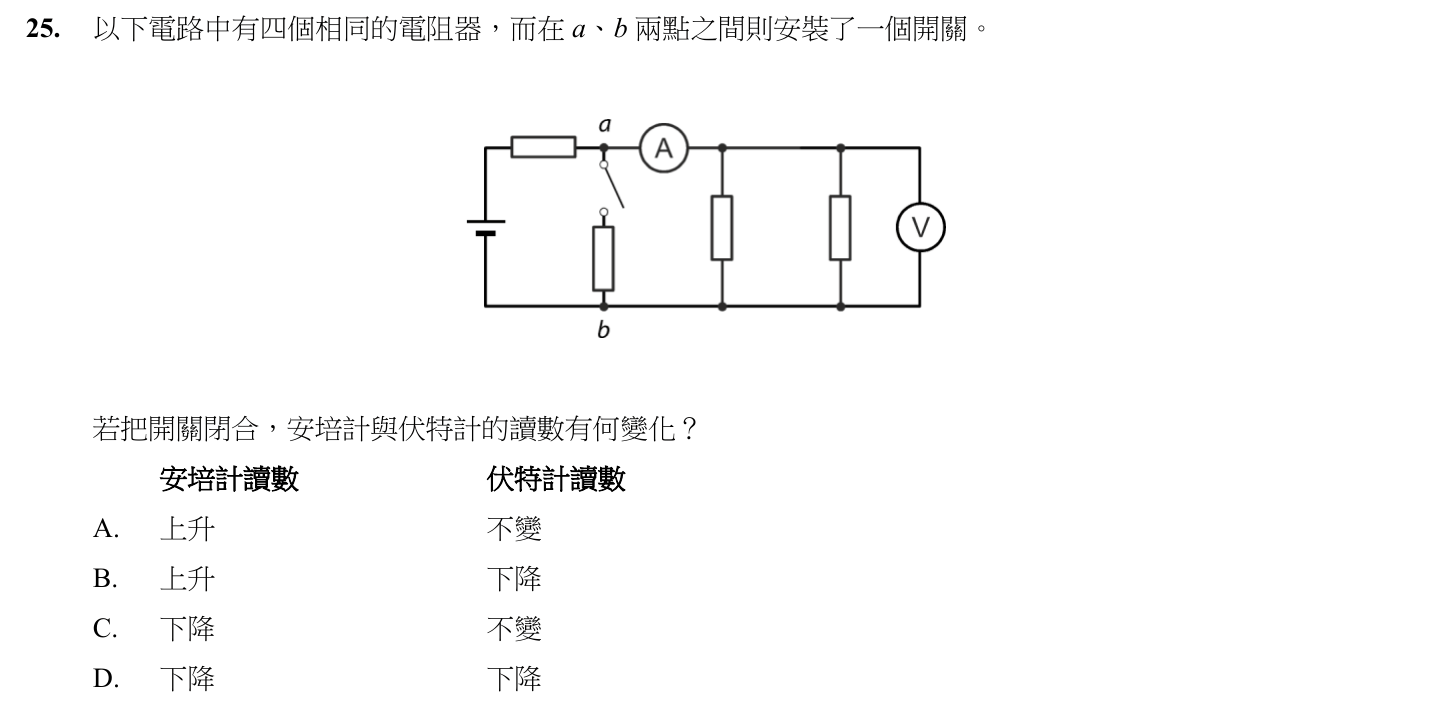 25. 以下電路中有四個相同的電阻器，而在 a、b 兩點之間則安裝了一個開關。
a
A
V
b
若把開關閉合，安培計與伏特計的讀數有何變化？
安培計讀數 伏特計讀數
A. 上升 不變
B. 上升 下降
C. 下降 不變
D. 下降 下降